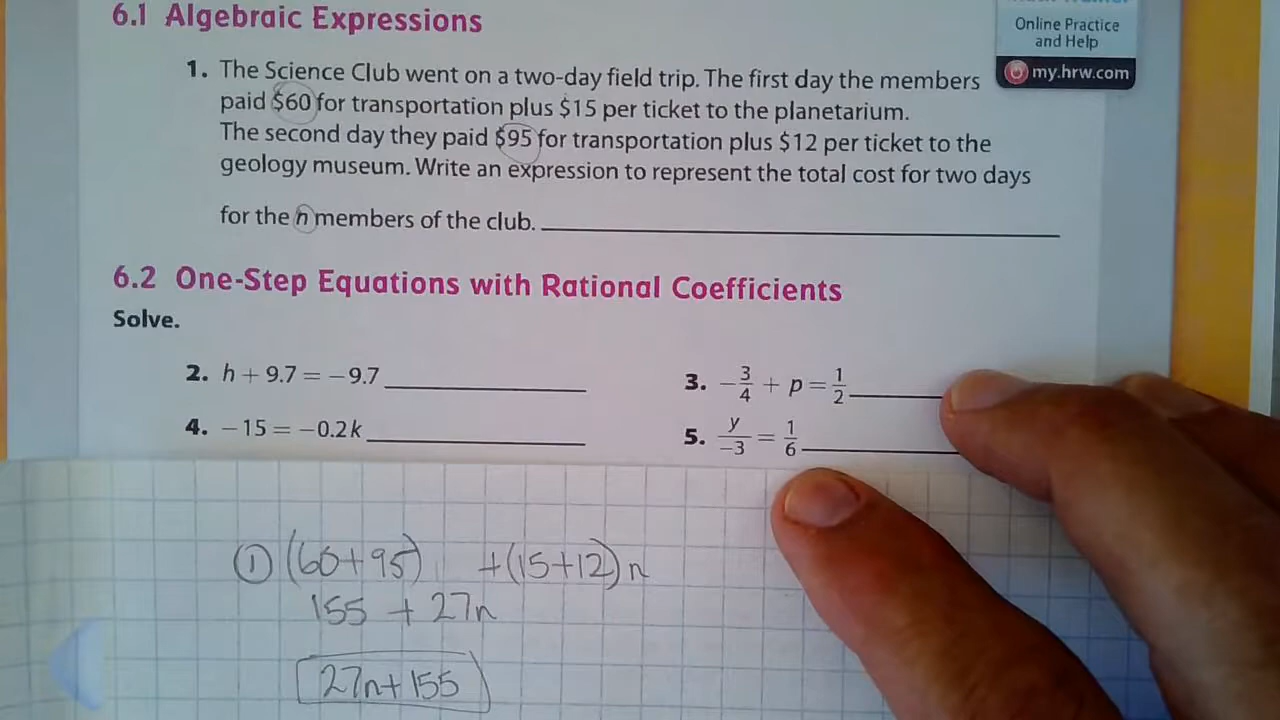 6.1 Algebraic Expressions
Online Practice
and Help
my.hrw.com
1. The Science Club went on a two-day field trip. The first day the members
paid $60 for transportation plus $15 per ticket to the planetarium.
The second day they paid $95 for transportation plus $12 per ticket to the
geology museum. Write an expression to represent the total cost for two days
for the n members of the club.
6.2 One-Step Equations with Rational Coefficients
Solve.
2. h + 9.7 = −9.7
3. −3/4 + p = 1/2
4. −15 = −0.2k
5. y/−3 = 1/6
① (60+95) +(15+12)n
155 + 27n
27n+155